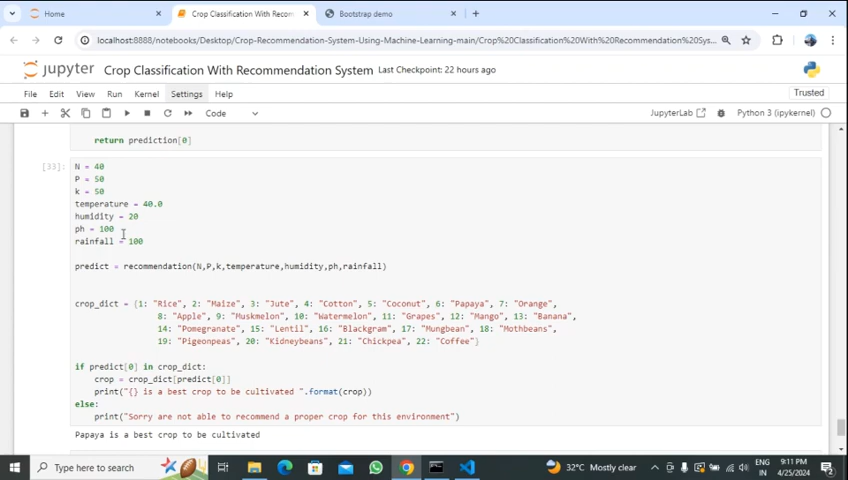 Home
Crop Classification With Recom
Bootstrap demo
localhost:8888/notebooks/Desktop/Crop-Recommendation-System-Using-Machine-Learning-main/Crop%20Classification%20With%20Recommendation%20Sys...
jupyter Crop Classification With Recommendation System Last Checkpoint: 22 hours ago
File Edit View Run Kernel Settings Help
Trusted
Code
JupyterLab
Python 3 (ipykernel)
return prediction[0]
[33]:
N = 40
P = 50
k = 50
temperature = 40.0
humidity = 20
ph = 100
rainfall = 100
predict = recommendation(N,P,k,temperature,humidity,ph,rainfall)
crop_dict = {1: "Rice", 2: "Maize", 3: "Jute", 4: "Cotton", 5: "Coconut", 6: "Papaya", 7: "Orange",
8: "Apple", 9: "Muskmelon", 10: "Watermelon", 11: "Grapes", 12: "Mango", 13: "Banana",
14: "Pomegranate", 15: "Lentil", 16: "Blackgram", 17: "Mungbean", 18: "Mothbeans",
19: "Pigeonpeas", 20: "Kidneybeans", 21: "Chickpea", 22: "Coffee"}
if predict[0] in crop_dict:
crop = crop_dict[predict[0]]
print("{} is a best crop to be cultivated ".format(crop))
else:
print("Sorry are not able to recommend a proper crop for this environment")
Papaya is a best crop to be cultivated
Type here to search
32°C Mostly clear
ENG
IN
9:11 PM
4/25/2024
2